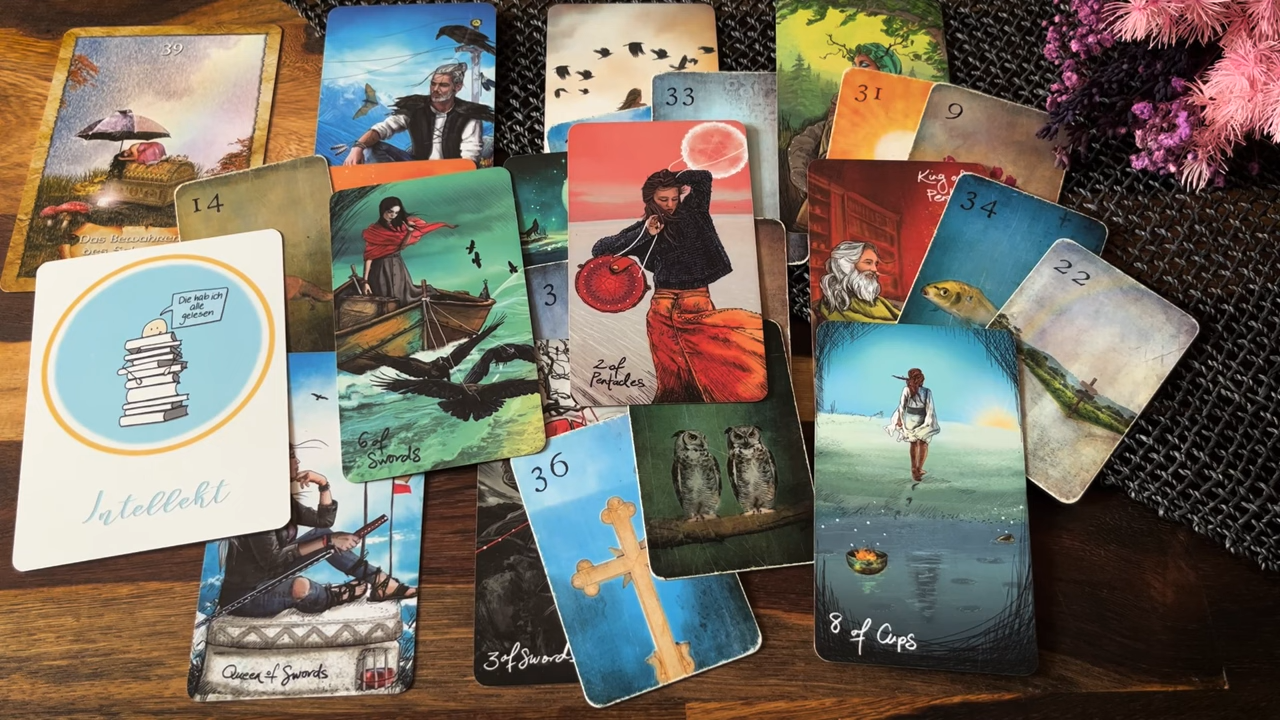 39
Das Bewahren
14
33
31
9
King of
34
22
3
Die hab ich
alle
gelesen
Intellekt
6 of
Swords
2 of
Pentacles
36
Queen of Swords
3 of Swords
8 of Cups